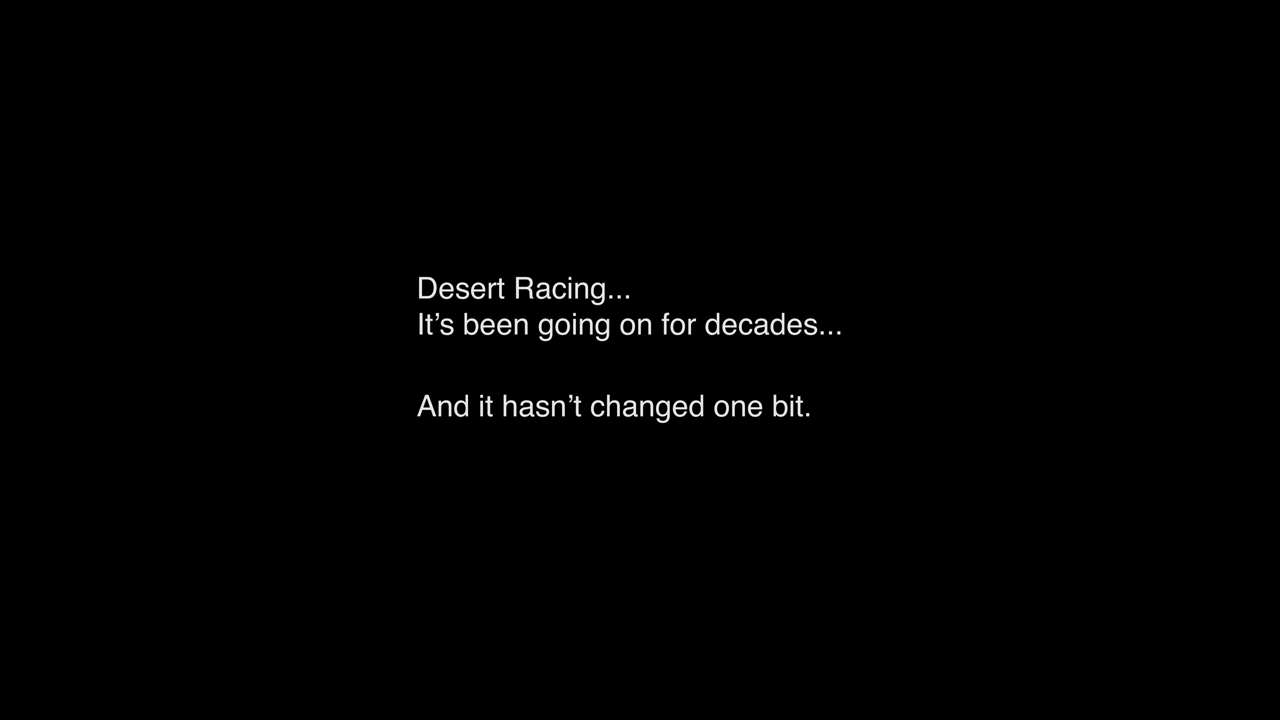 Desert Racing...
It’s been going on for decades...
And it hasn’t changed one bit.